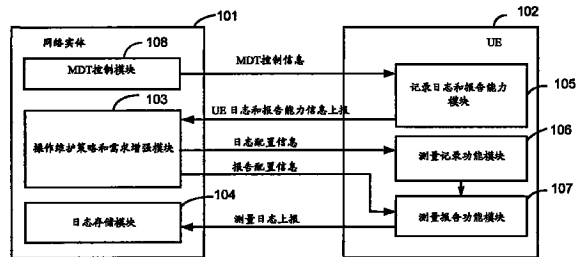 101
102
网络实体
108
UE
MDT控制模块
MDT控制信息
记录日志和报告能力
模块
105
103
UE日志和报告能力信息上报
106
操作维护策略和需求增强模块
日志配置信息
测量记录功能模块
报告配置信息
104
107
日志存储模块
测量日志上报
测量报告功能模块